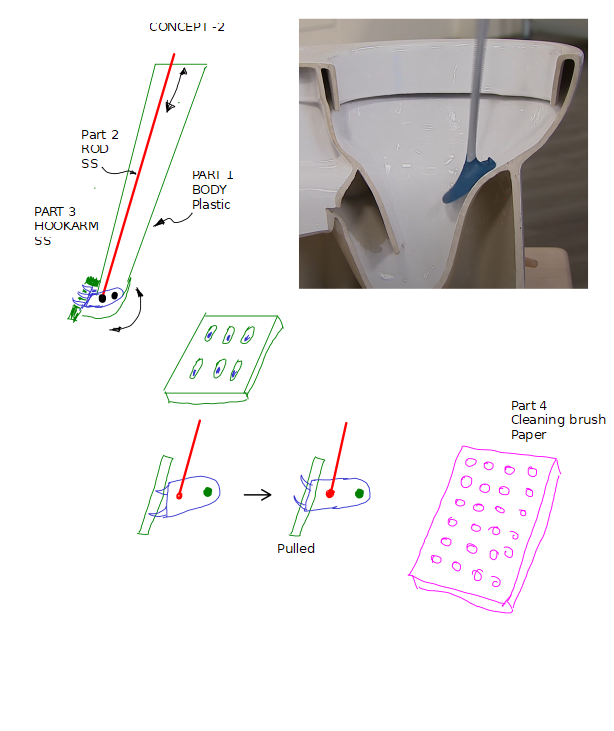 CONCEPT -2
Part 2
ROD
SS
PART 1
BODY
Plastic
PART 3
HOOKARM
SS
Part 4
Cleaning brush
Paper
Pulled